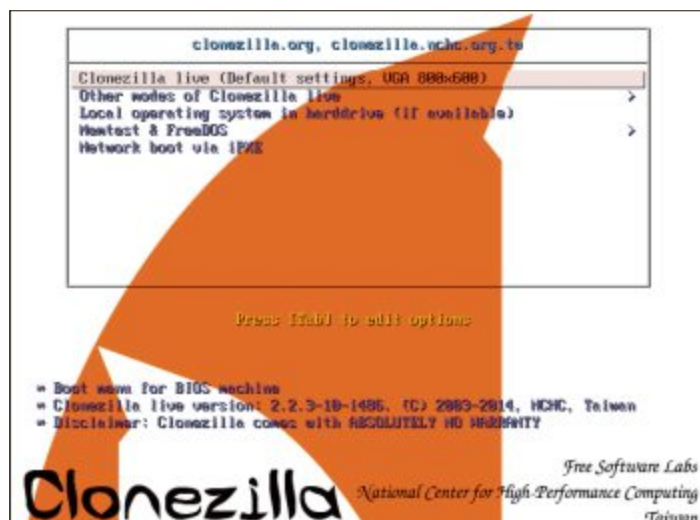 clonezilla.org, clonezilla.nchc.org.tw
Clonezilla live (Default settings, VGA 800x600)
Other modes of Clonezilla live >
Local operating system in harddrive (if available)
Memtest & FreeDOS >
Network boot via iPXE
Press [Tab] to edit options
* Boot menu for BIOS machine
* Clonezilla live version: 2.2.3-10-i486. (C) 2003-2014, NCHC, Taiwan
* Disclaimer: Clonezilla comes with ABSOLUTELY NO WARRANTY
Free Software Labs
Clonezilla National Center for High-Performance Computing
Taiwan